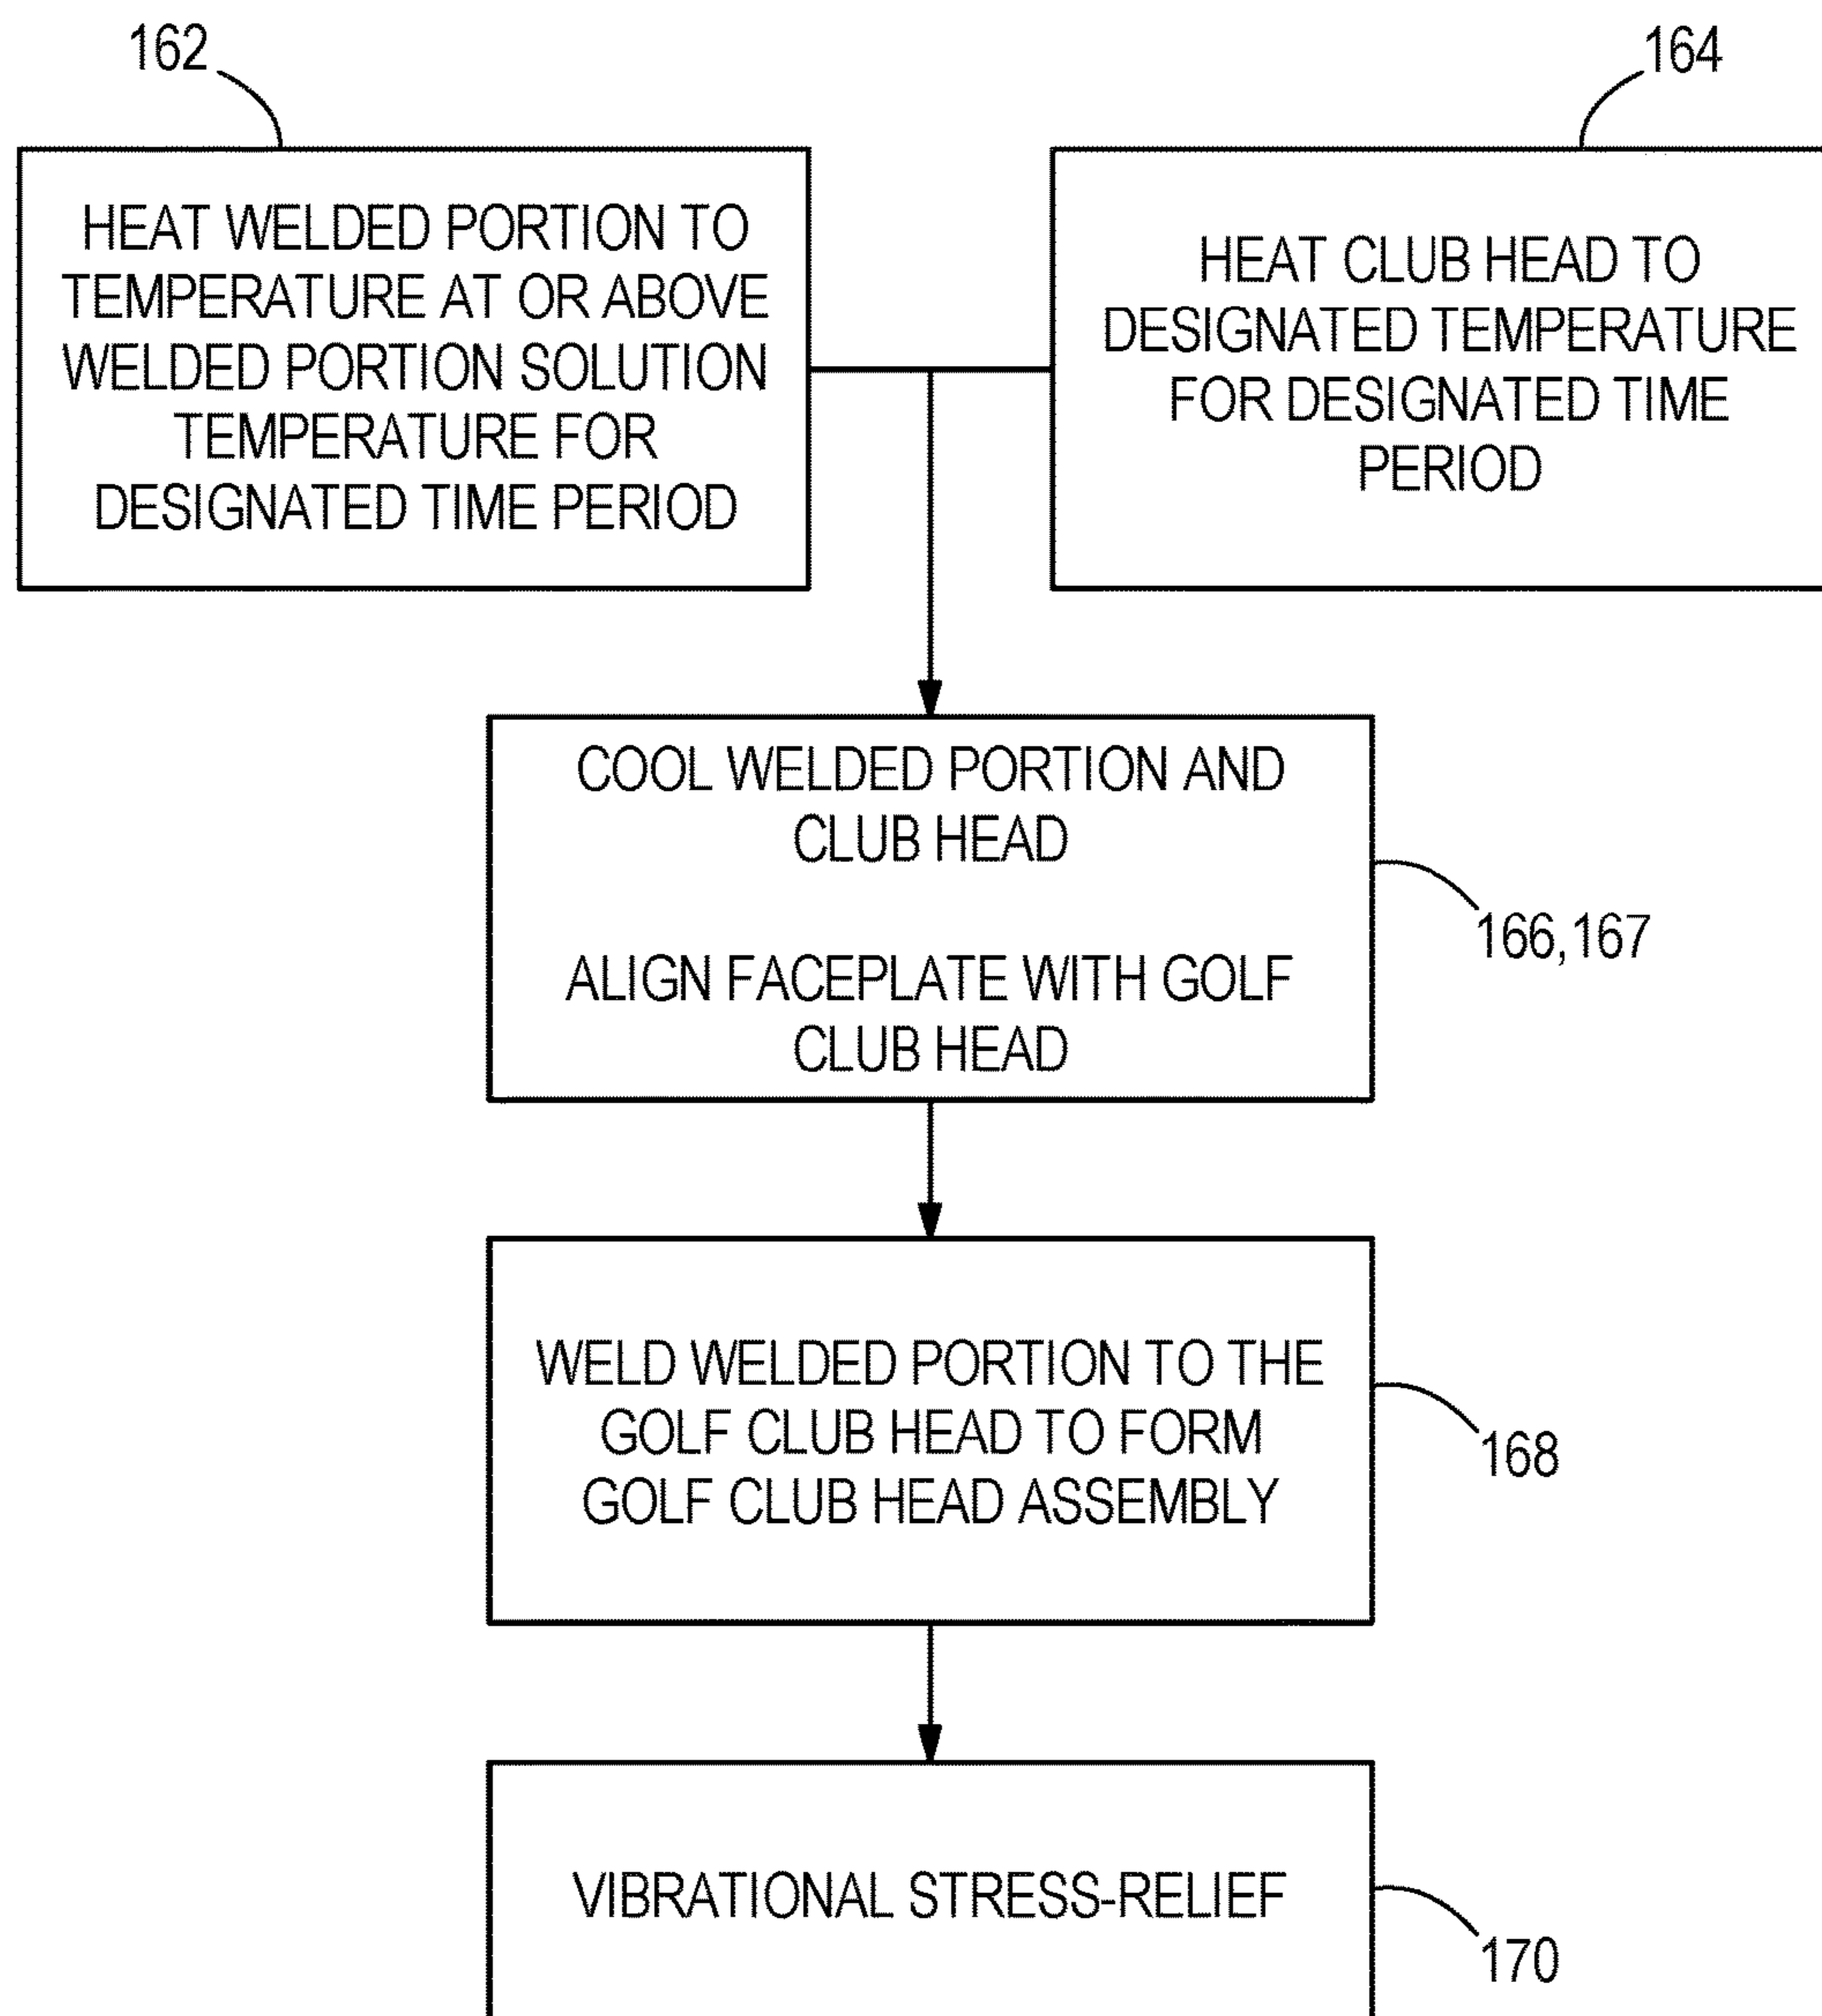 162
164
HEAT WELDED PORTION TO
TEMPERATURE AT OR ABOVE
WELDED PORTION SOLUTION
TEMPERATURE FOR
DESIGNATED TIME PERIOD
HEAT CLUB HEAD TO
DESIGNATED TEMPERATURE
FOR DESIGNATED TIME
PERIOD
COOL WELDED PORTION AND
CLUB HEAD
ALIGN FACEPLATE WITH GOLF
CLUB HEAD
166,167
WELD WELDED PORTION TO THE
GOLF CLUB HEAD TO FORM
GOLF CLUB HEAD ASSEMBLY
168
VIBRATIONAL STRESS-RELIEF
170